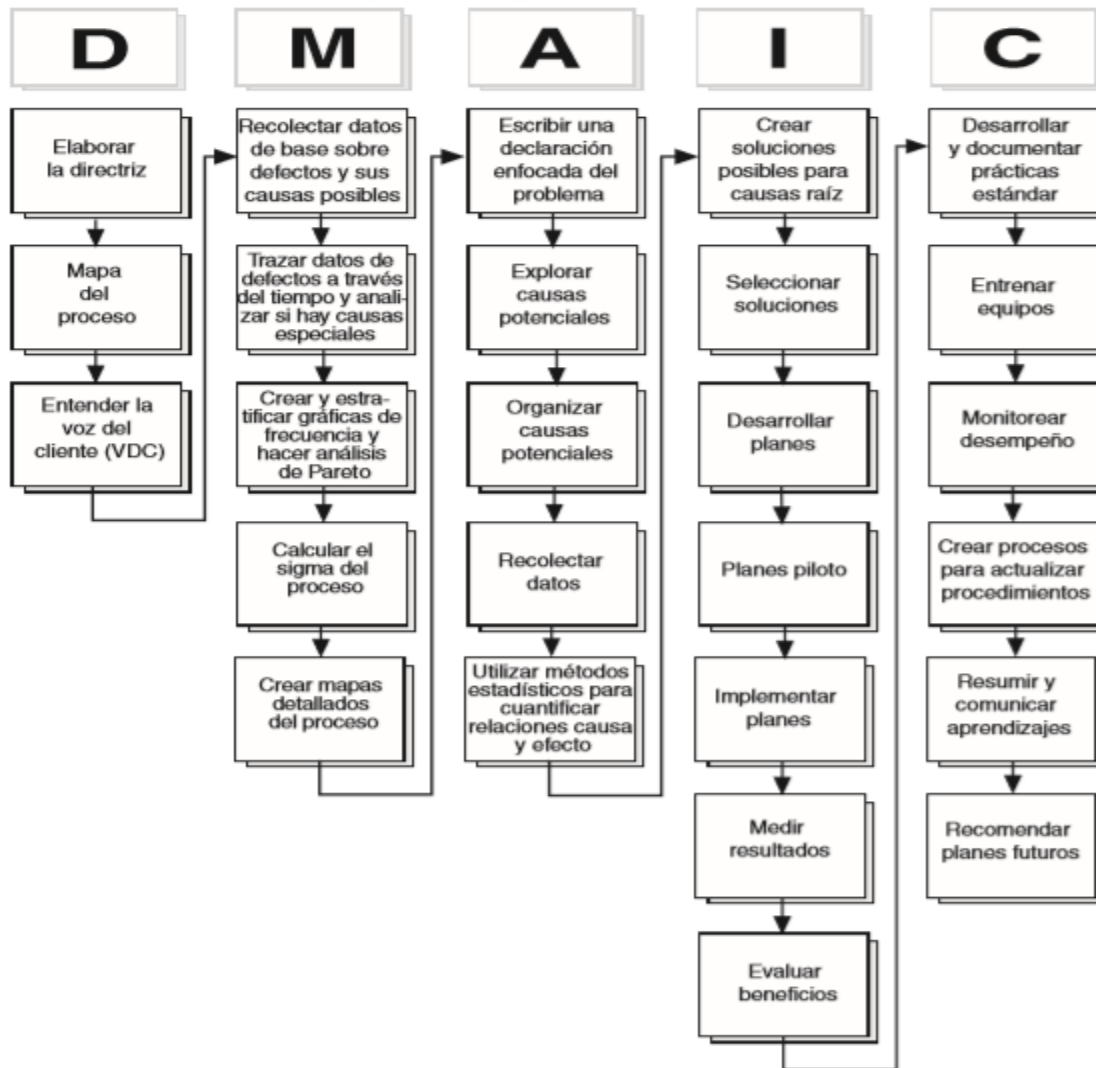 D
M
A
I
C
Elaborar
la directriz
Mapa
del
proceso
Entender la
voz del
cliente (VDC)
Recolectar datos
de base sobre
defectos y sus
causas posibles
Trazar datos de
defectos a través
del tiempo y anali-
zar si hay causas
especiales
Crear y estra-
tificar gráficas de
frecuencia y
hacer análisis
de Pareto
Calcular el
sigma del
proceso
Crear mapas
detallados
del proceso
Escribir una
declaración
enfocada del
problema
Explorar
causas
potenciales
Organizar
causas
potenciales
Recolectar
datos
Utilizar métodos
estadísticos para
cuantificar
relaciones causa
y efecto
Crear
soluciones
posibles para
causas raíz
Seleccionar
soluciones
Desarrollar
planes
Planes piloto
Implementar
planes
Medir
resultados
Evaluar
beneficios
Desarrollar
y documentar
prácticas
estándar
Entrenar
equipos
Monitorear
desempeño
Crear procesos
para actualizar
procedimientos
Resumir y
comunicar
aprendizajes
Recomendar
planes futuros